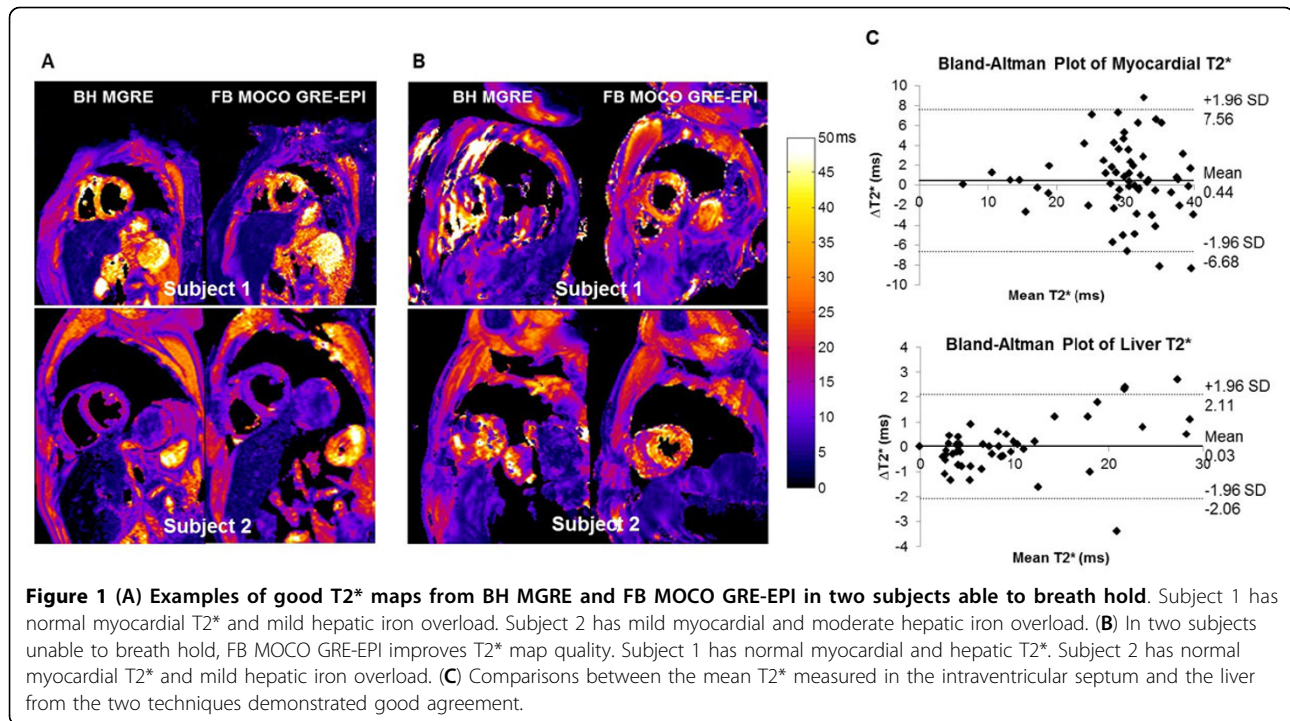 A
BH MGRE
FB MOCO GRE-EPI
Subject 1
Subject 2
B
BH MGRE
FB MOCO GRE-EPI
Subject 1
Subject 2
50 ms
45
40
35
30
25
20
15
10
5
0
C
Bland-Altman Plot of Myocardial T2*
ΔT2* (ms)
10
8
6
4
2
0
-2
-4
-6
-8
-10
0
10
20
30
40
+1.96 SD
7.56
Mean
0.44
-1.96 SD
-6.68
Mean T2* (ms)
Bland-Altman Plot of Liver T2*
ΔT2* (ms)
4
3
2
1
0
-1
-2
-3
-4
0
10
20
30
+1.96 SD
2.11
Mean
0.03
-1.96 SD
-2.06
Mean T2* (ms)
Figure 1 (A) Examples of good T2* maps from BH MGRE and FB MOCO GRE-EPI in two subjects able to breath hold. Subject 1 has
normal myocardial T2* and mild hepatic iron overload. Subject 2 has mild myocardial and moderate hepatic iron overload. (B) In two subjects
unable to breath hold, FB MOCO GRE-EPI improves T2* map quality. Subject 1 has normal myocardial and hepatic T2*. Subject 2 has normal
myocardial T2* and mild hepatic iron overload. (C) Comparisons between the mean T2* measured in the intraventricular septum and the liver
from the two techniques demonstrated good agreement.